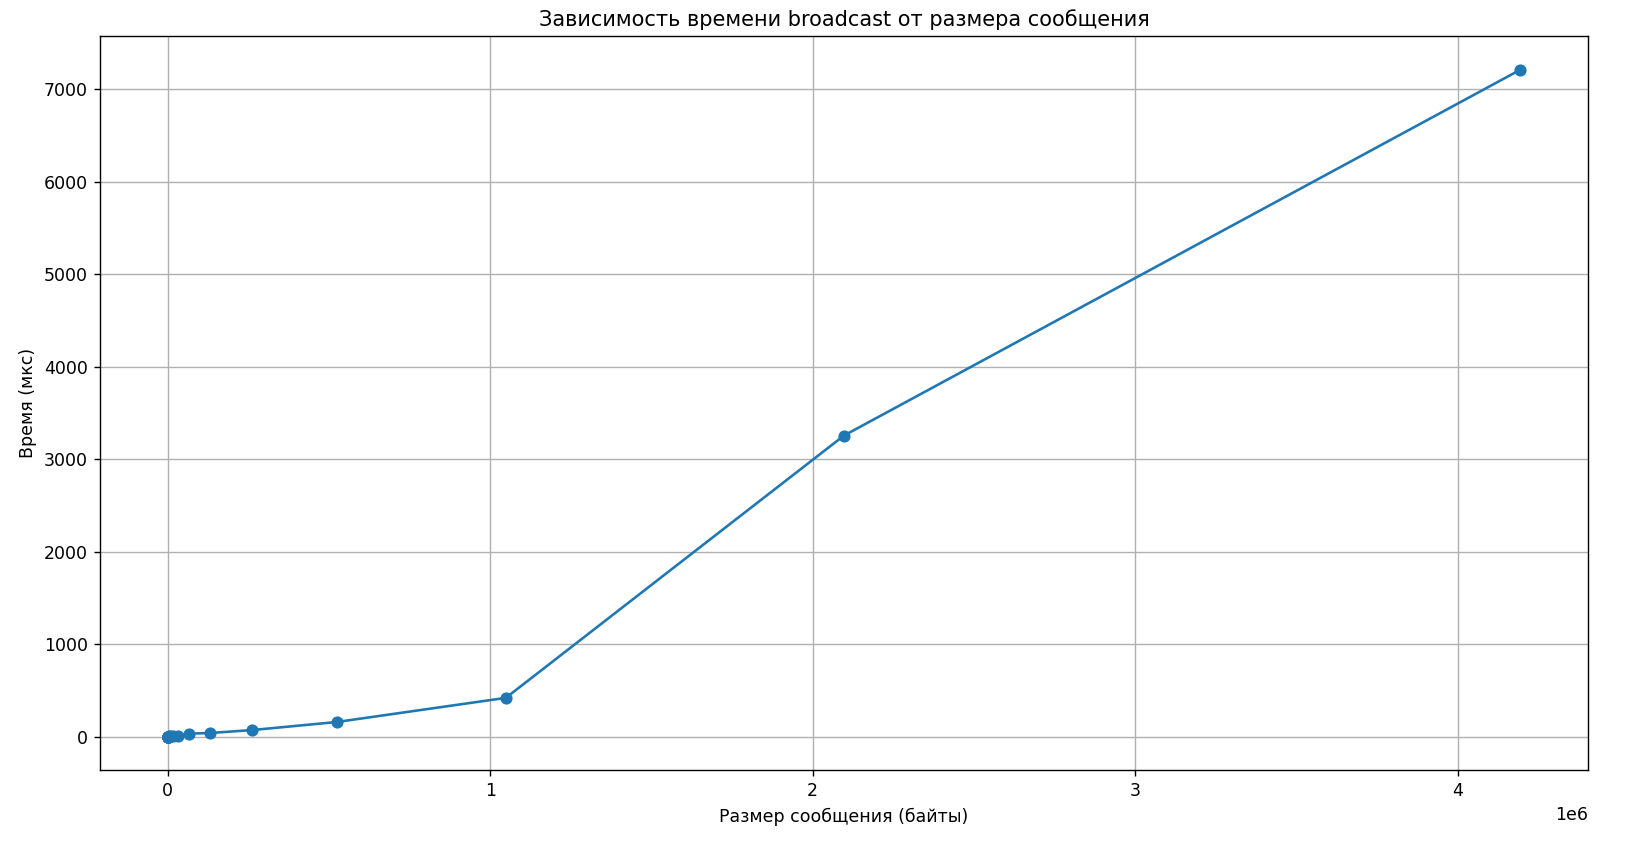 Зависимость времени broadcast от размера сообщения
7000
6000
5000
4000
3000
2000
1000
0
Время (мкс)
0 1 2 3 4
1e6
Размер сообщения (байты)